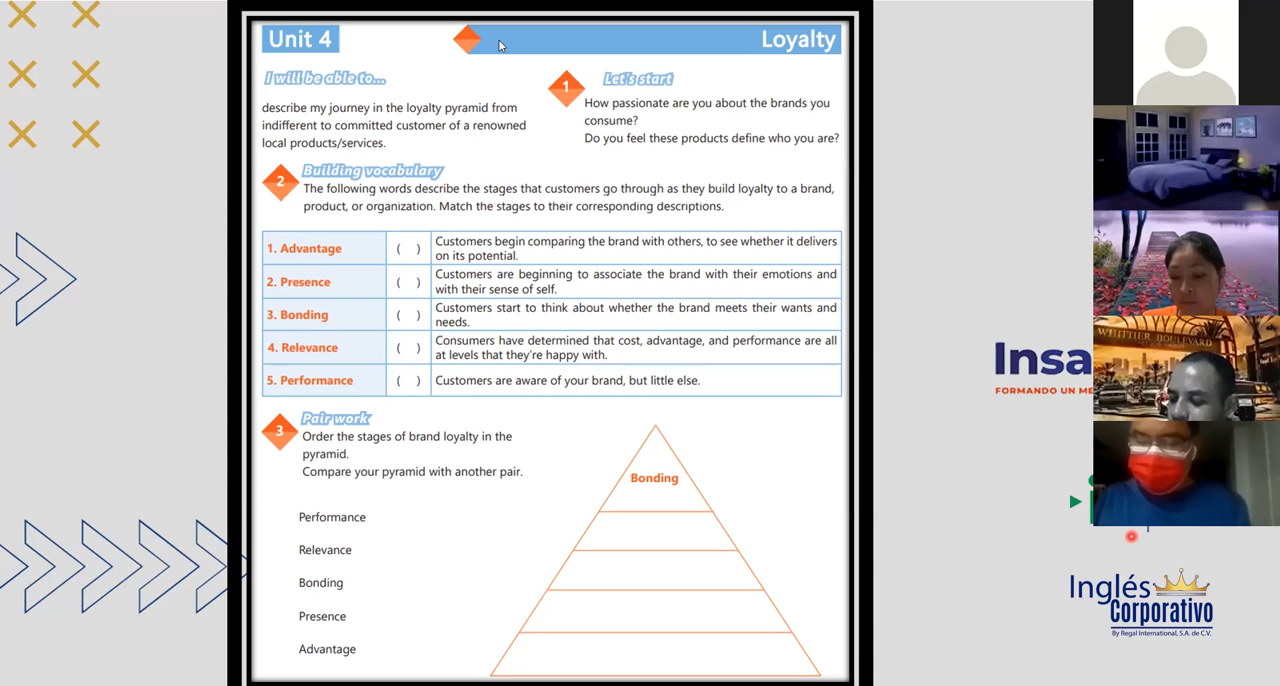 Unit 4
Loyalty
I will be able to...
describe my journey in the loyalty pyramid from
indifferent to committed customer of a renowned
local products/services.
1
Let's start
How passionate are you about the brands you
consume?
Do you feel these products define who you are?
2
Building vocabulary
The following words describe the stages that customers go through as they build loyalty to a brand,
product, or organization. Match the stages to their corresponding descriptions.
1. Advantage ( ) Customers begin comparing the brand with others, to see whether it delivers
on its potential.
2. Presence ( ) Customers are beginning to associate the brand with their emotions and
with their sense of self.
3. Bonding ( ) Customers start to think about whether the brand meets their wants and
needs.
4. Relevance ( ) Consumers have determined that cost, advantage, and performance are all
at levels that they're happy with.
5. Performance ( ) Customers are aware of your brand, but little else.
3
Pair work
Order the stages of brand loyalty in the
pyramid.
Compare your pyramid with another pair.
Performance
Relevance
Bonding
Presence
Advantage
Bonding
WHITTIER BOULEVARD
Insa
FORMANDO UN ME
Inglés
Corporativo
By Regal International, S.A. de C.V.